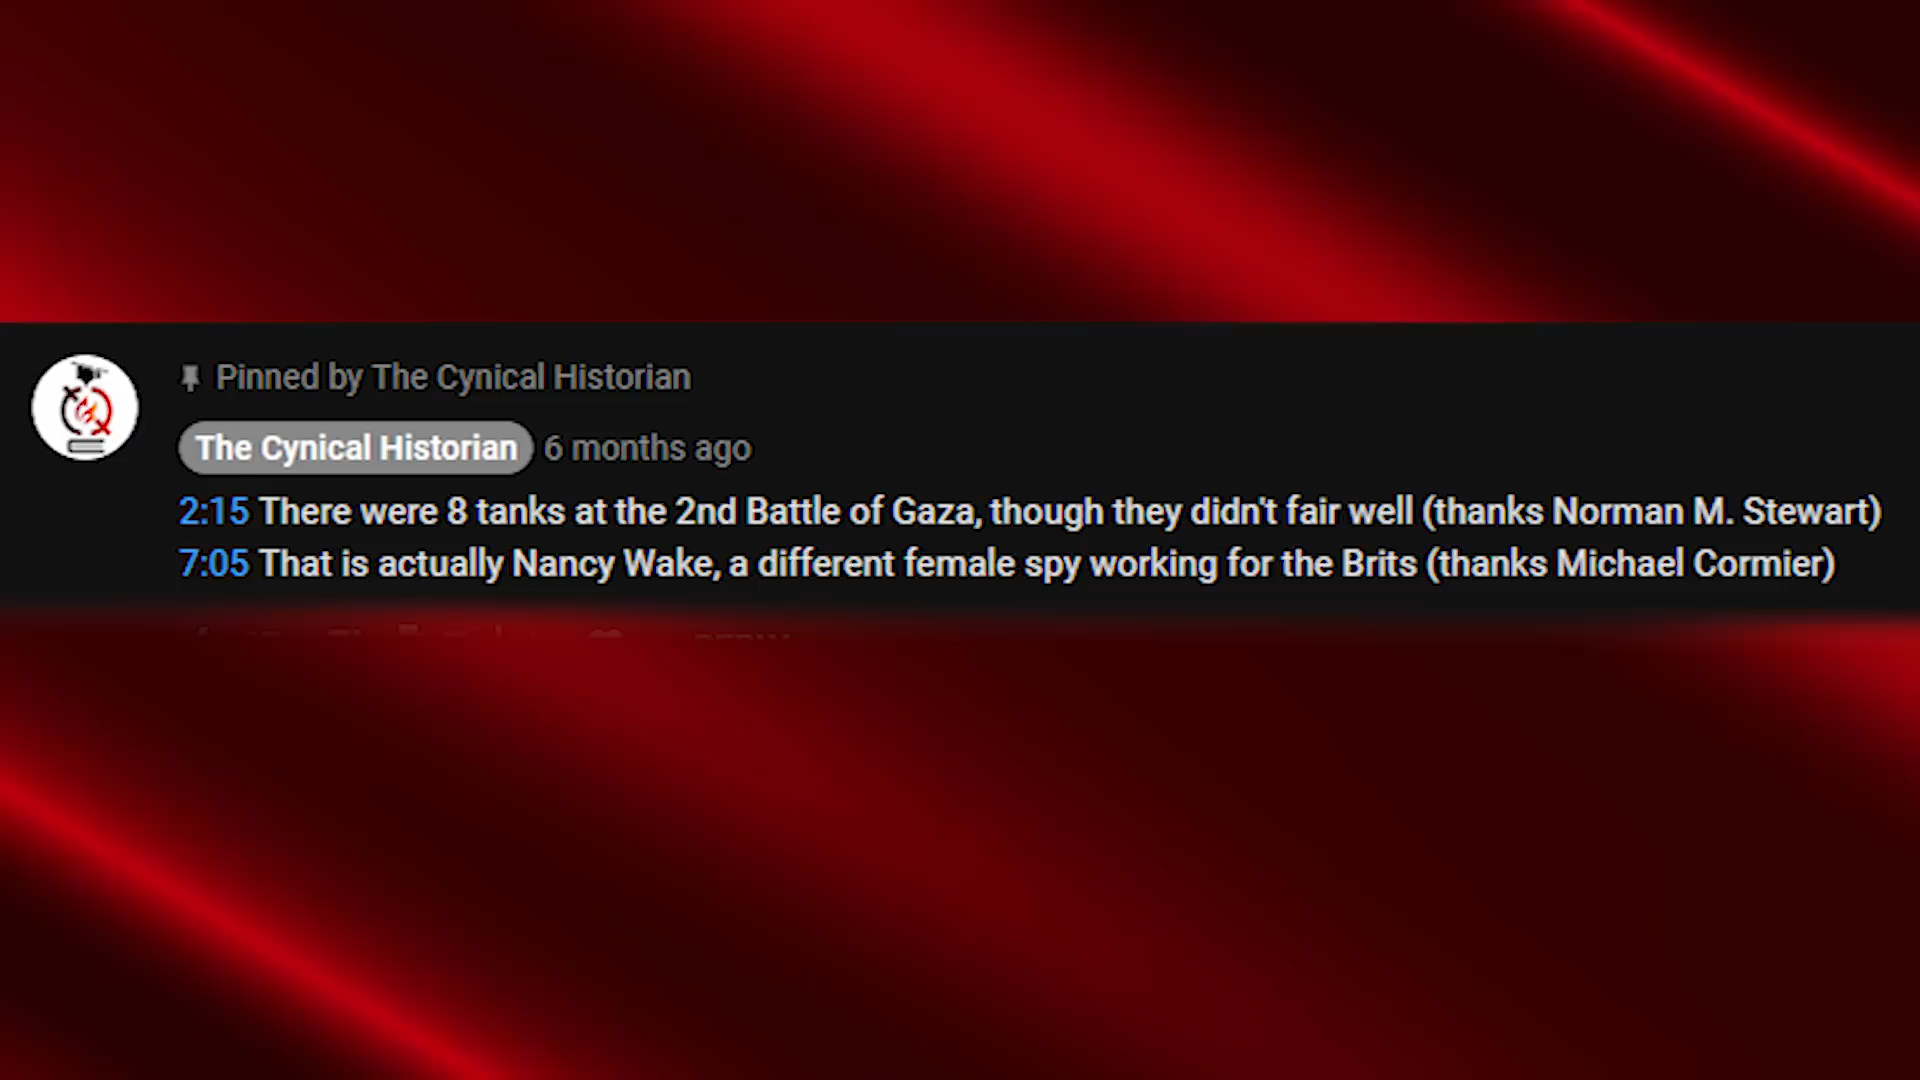 Pinned by The Cynical Historian
The Cynical Historian 6 months ago
2:15 There were 8 tanks at the 2nd Battle of Gaza, though they didn't fair well (thanks Norman M. Stewart)
7:05 That is actually Nancy Wake, a different female spy working for the Brits (thanks Michael Cormier)